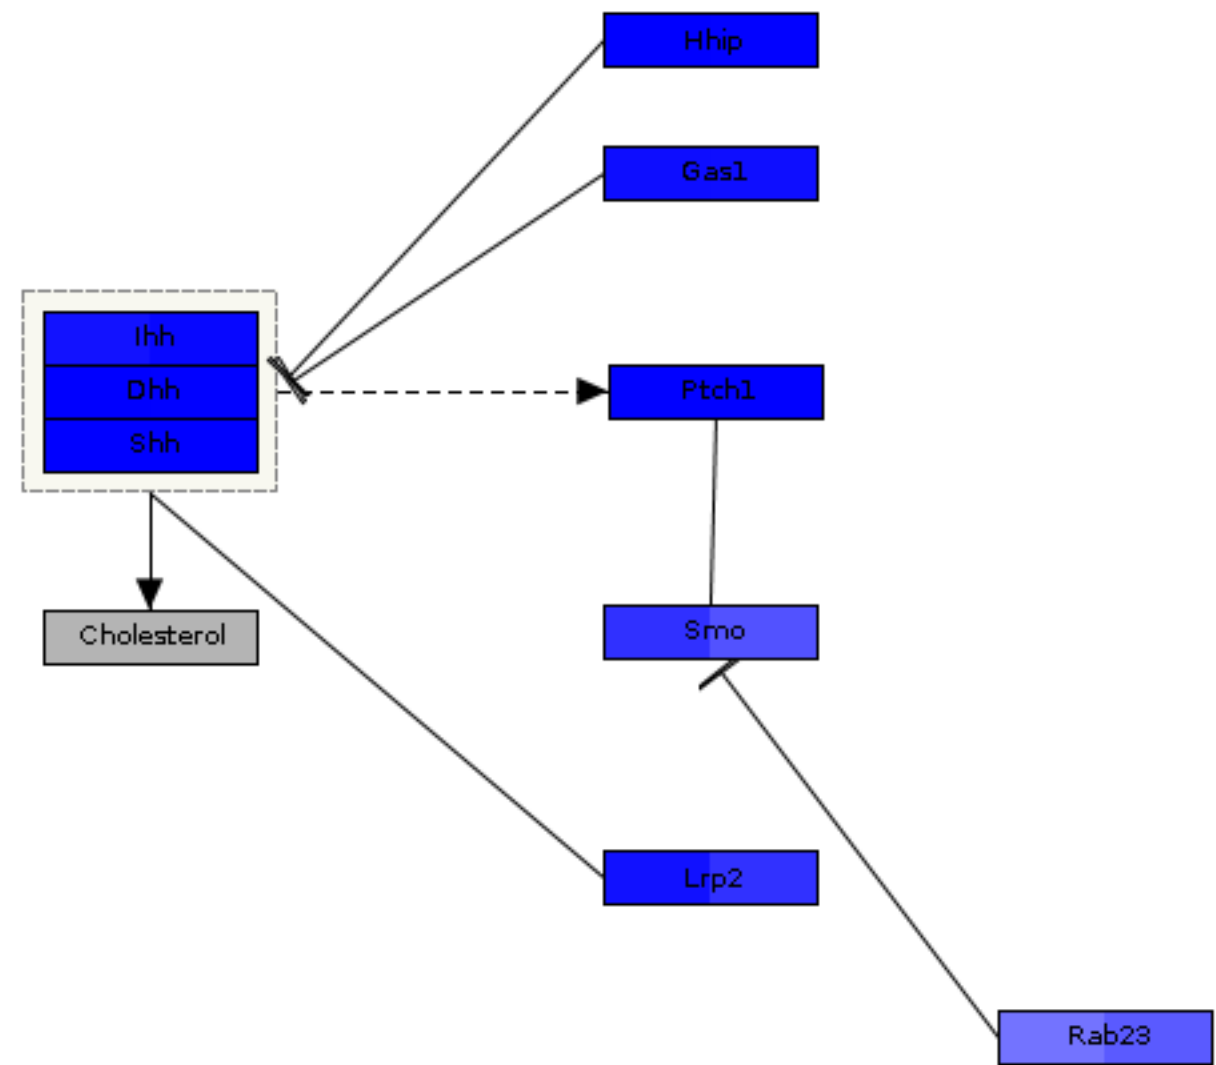 Hhip
Gas1
Ihh
Dhh
Shh
Ptch1
Cholesterol
Smo
Lrp2
Rab23